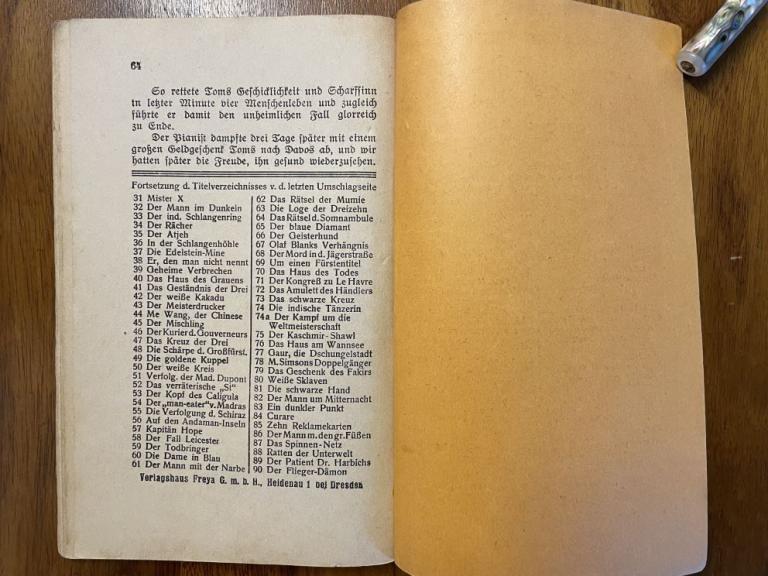 64
So rettete Toms Geschicklichkeit und Scharfsinn
in letzter Minute vier Menschenleben und zugleich
führte er damit den unheimlichen Fall glorreich
zu Ende.
Der Pianist dampfte drei Tage später mit einem
großen Geldgeschenk Toms nach Davos ab, und wir
hatten später die Freude, ihn gesund wiederzusehen.
Fortsetzung d. Titelverzeichnisses v. d. letzten Umschlagseite
31 Mister X
32 Der Mann im Dunkeln
33 Der ind. Schlangenring
34 Der Rächer
35 Der Atjeh
36 In der Schlangenhöhle
37 Die Edelstein-Mine
38 Er, den man nicht nennt
39 Geheime Verbrechen
40 Das Haus des Grauens
41 Das Geständnis der Drei
42 Der weiße Kakadu
43 Der Meisterdrucker
44 Me Wang, der Chinese
45 Der Mischling
46 Der Kurier d. Gouverneurs
47 Das Kreuz der Drei
48 Die Schärpe d. Großfürst.
49 Die goldene Kuppel
50 Der weiße Kreis
51 Verfolg. der Mad. Dupont
52 Das verräterische „Si“
53 Der Kopf des Caligula
54 Der „man-eater“ v. Madras
55 Die Verfolgung d. Schiraz
56 Auf den Andaman-Inseln
57 Kapitän Hope
58 Der Fall Leicester
59 Der Todbringer
60 Die Dame in Blau
61 Der Mann mit der Narbe
62 Das Rätsel der Mumie
63 Die Loge der Dreizehn
64 Das Rätsel d. Somnambule
65 Der blaue Diamant
66 Der Geisterhund
67 Olaf Blanks Verhängnis
68 Der Mord in d. Jägerstraße
69 Um einen Fürstentitel
70 Das Haus des Todes
71 Der Kongreß zu Le Havre
72 Das Amulett des Händlers
73 Das schwarze Kreuz
74 Die indische Tänzerin
74a Der Kampf um die
Weltmeisterschaft
75 Der Kaschmir-Shawl
76 Das Haus am Wannsee
77 Gaur, die Dschungelstadt
78 M. Simsons Doppelgänger
79 Das Geschenk des Fakirs
80 Weiße Sklaven
81 Die schwarze Hand
82 Der Mann um Mitternacht
83 Ein dunkler Punkt
84 Curare
85 Zehn Reklamekarten
86 Der Mann m. den gr. Füßen
87 Das Spinnen-Netz
88 Ratten der Unterwelt
89 Der Patient Dr. Harbichs
90 Der Flieger-Dämon
Verlagshaus Freya G. m. b. H., Heidenau 1 bei Dresden